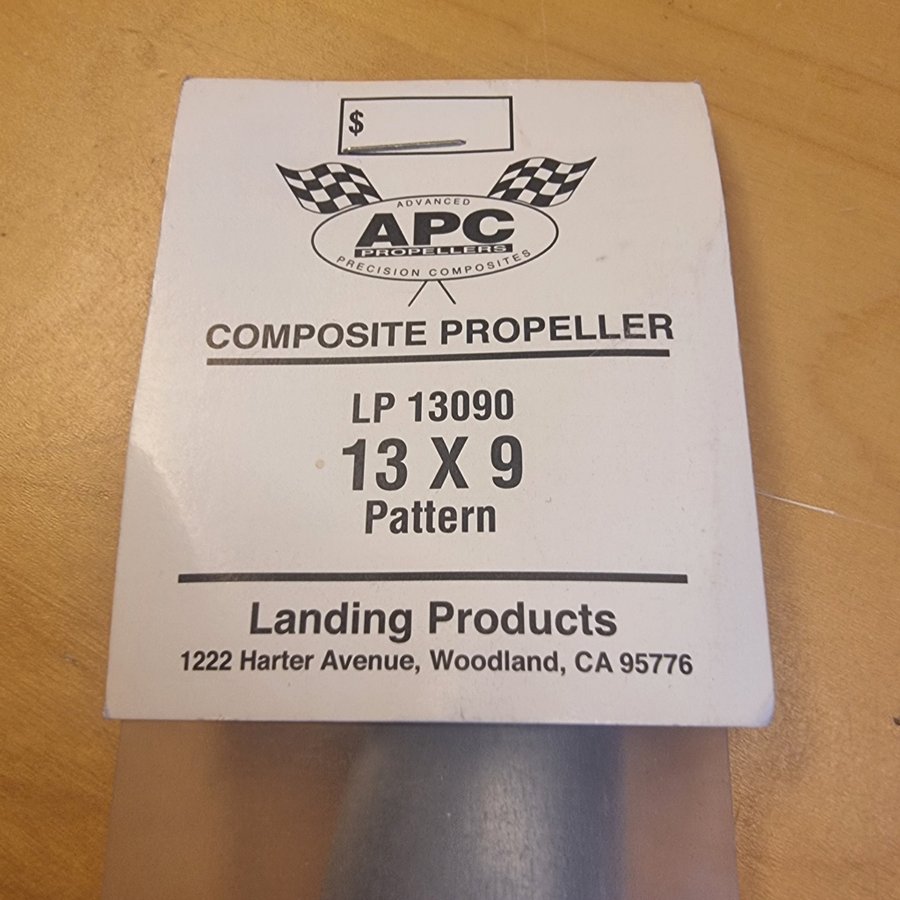 $
ADVANCED
APC
PROPELLERS
PRECISION COMPOSITES
COMPOSITE PROPELLER
LP 13090
13 X 9
Pattern
Landing Products
1222 Harter Avenue, Woodland, CA 95776